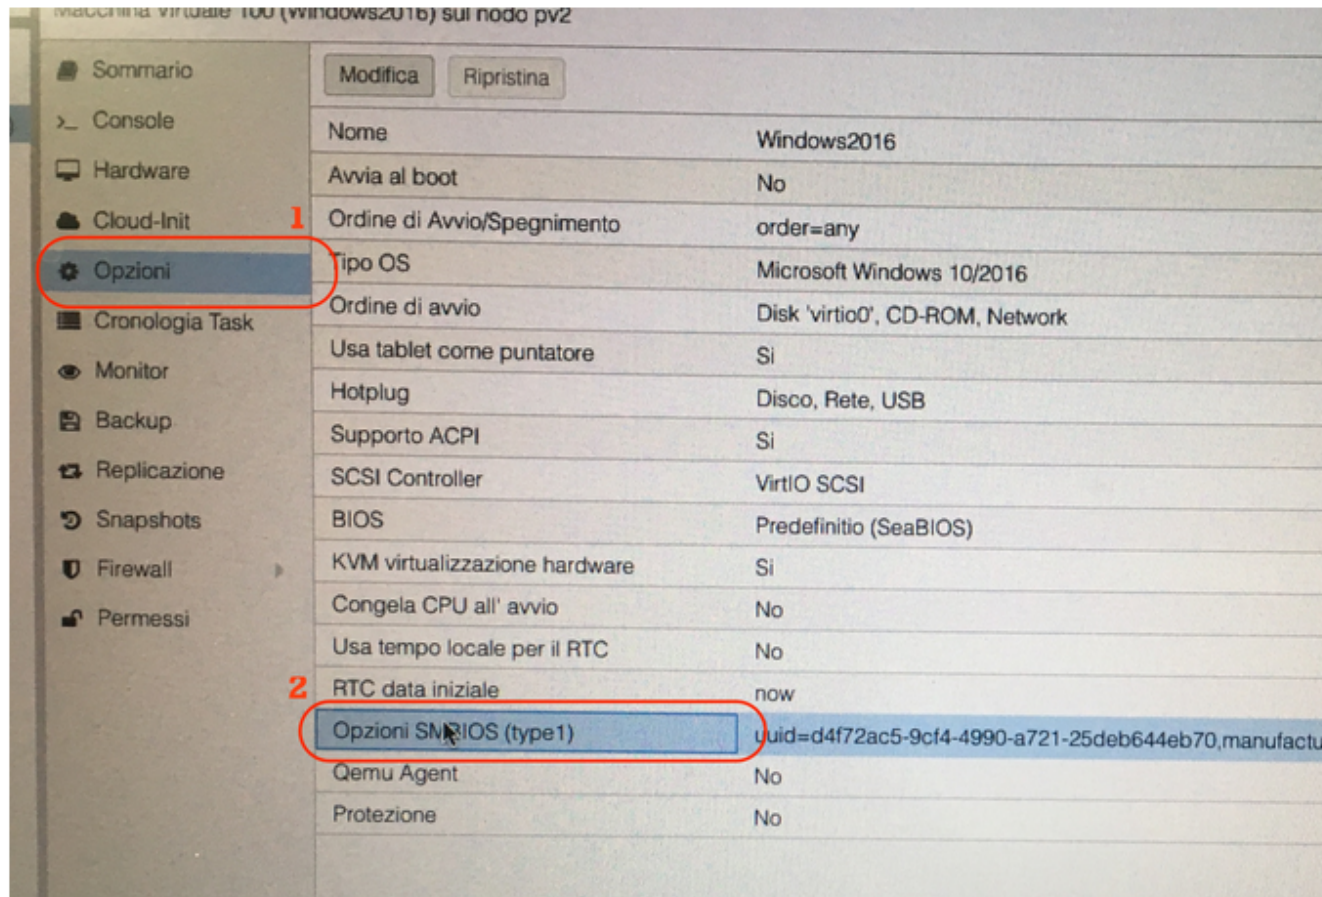 Macchina Virtuale 100 (Windows2016) sul nodo pv2
Sommario
Console
Hardware
Cloud-Init
1
Opzioni
Cronologia Task
Monitor
Backup
Replicazione
Snapshots
Firewall
Permessi
Modifica Ripristina
Nome Windows2016
Avvia al boot No
Ordine di Avvio/Spegnimento order=any
Tipo OS Microsoft Windows 10/2016
Ordine di avvio Disk 'virtio0', CD-ROM, Network
Usa tablet come puntatore Si
Hotplug Disco, Rete, USB
Supporto ACPI Si
SCSI Controller VirtIO SCSI
BIOS Predefinitio (SeaBIOS)
KVM virtualizzazione hardware Si
Congela CPU all' avvio No
Usa tempo locale per il RTC No
2
RTC data iniziale now
Opzioni SMBIOS (type1) uuid=d4f72ac5-9cf4-4990-a721-25deb644eb70,manufactu
Qemu Agent No
Protezione No